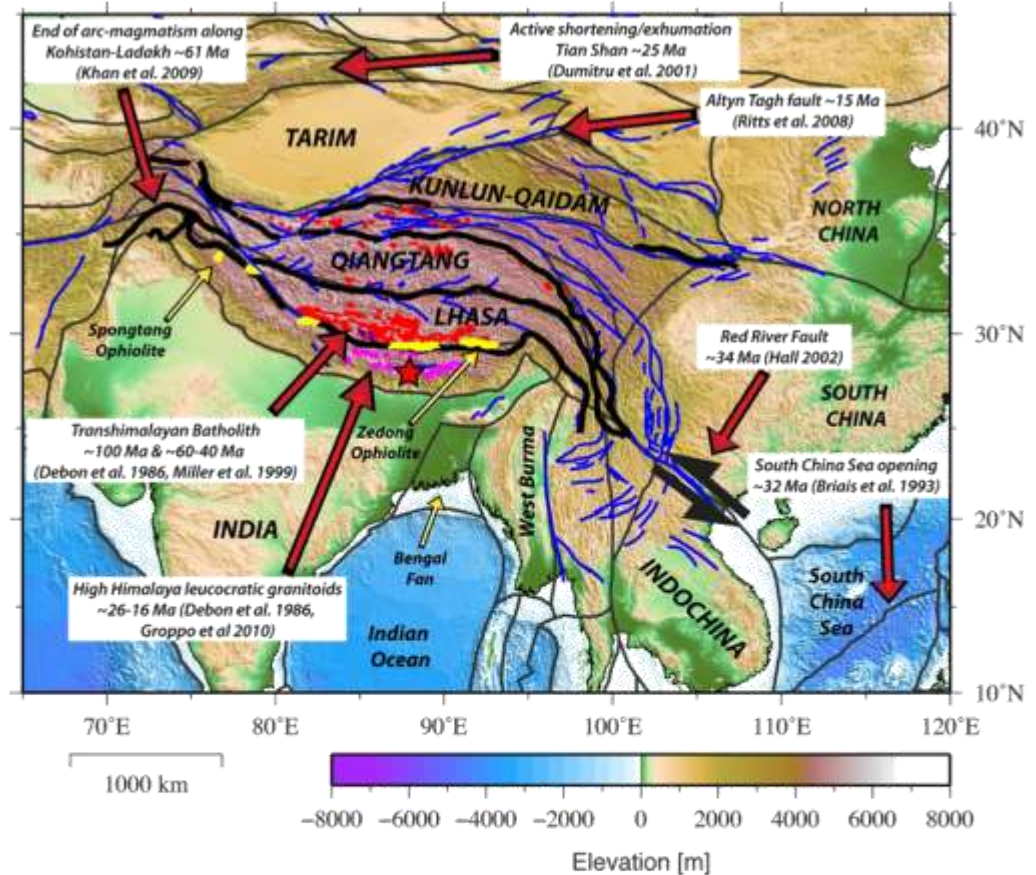 End of arc-magmatism along
Kohistan-Ladakh ~61 Ma
(Khan et al. 2009)
Active shortening/exhumation
Tian Shan ~25 Ma
(Dumitru et al. 2001)
Altyn Tagh fault ~15 Ma
(Ritts et al. 2008)
40˚E
TARIM
KUNLUN-QAIDAM
NORTH
CHINA
QIANGTANG
LHASA
Spongtang
Ophiolite
30˚E
Red River Fault
~34 Ma (Hall 2002)
SOUTH
CHINA
Transhimalayan Batholith
~100 Ma & ~60-40 Ma
(Debon et al. 1986, Miller et al. 1999)
Zedong
Ophiolite
West Burma
South China Sea opening
~32 Ma (Briais et al. 1993)
20˚E
INDIA
Bengal
Fan
INDOCHINA
South
China
Sea
High Himalaya leucocratic granitoids
~26-16 Ma (Debon et al. 1986,
Groppo et al 2010)
Indian
Ocean
10˚E
70˚E 80˚E 90˚E 100˚E 110˚E 120˚E
1000 km
−8000 −6000 −4000 −2000 0 2000 4000 6000 8000
Elevation [m]